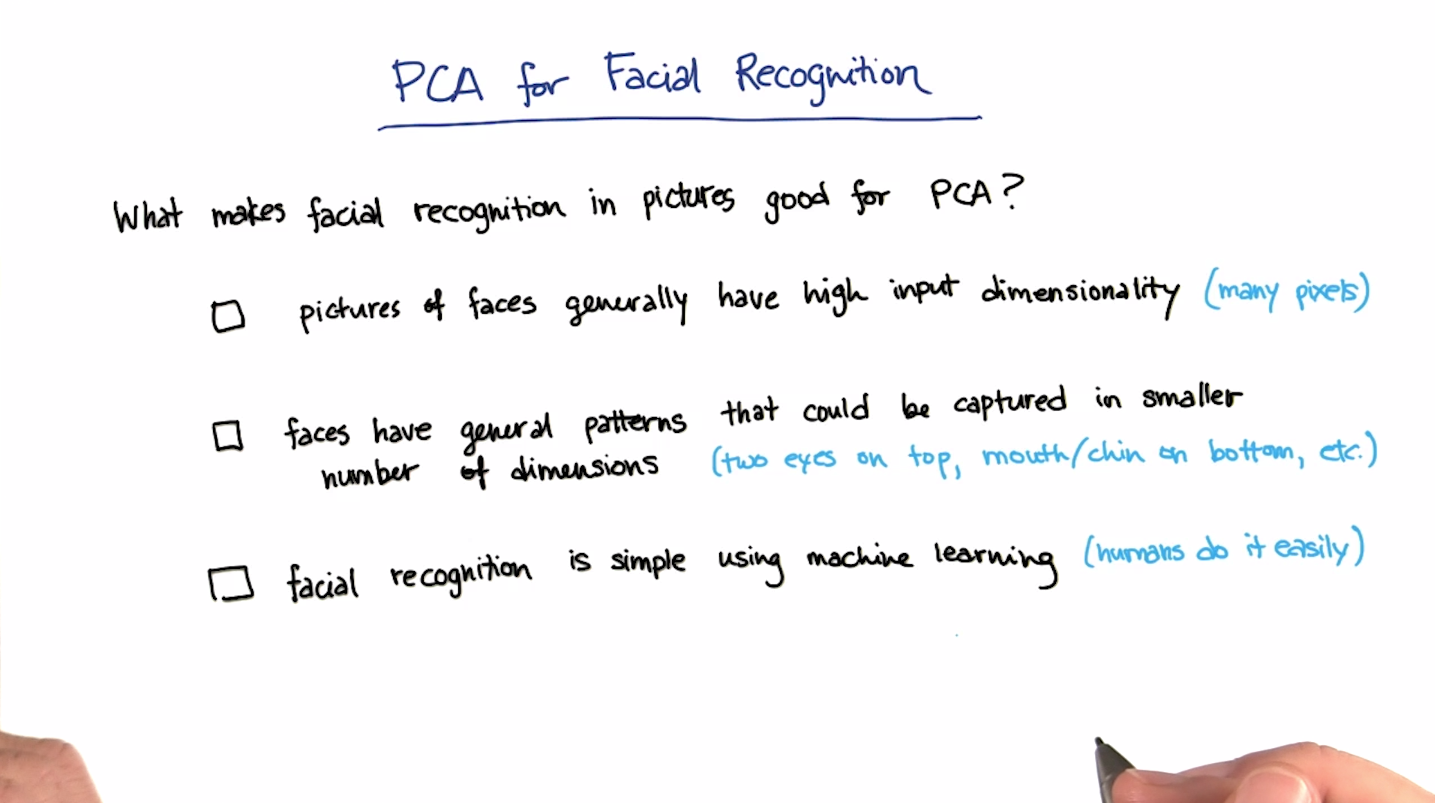 PCA for Facial Recognition
What makes facial recognition in pictures good for PCA?
pictures of faces generally have high input dimensionality (many pixels)
faces have general patterns that could be captured in smaller
number of dimensions (two eyes on top, mouth/chin on bottom, etc.)
facial recognition is simple using machine learning (humans do it easily)